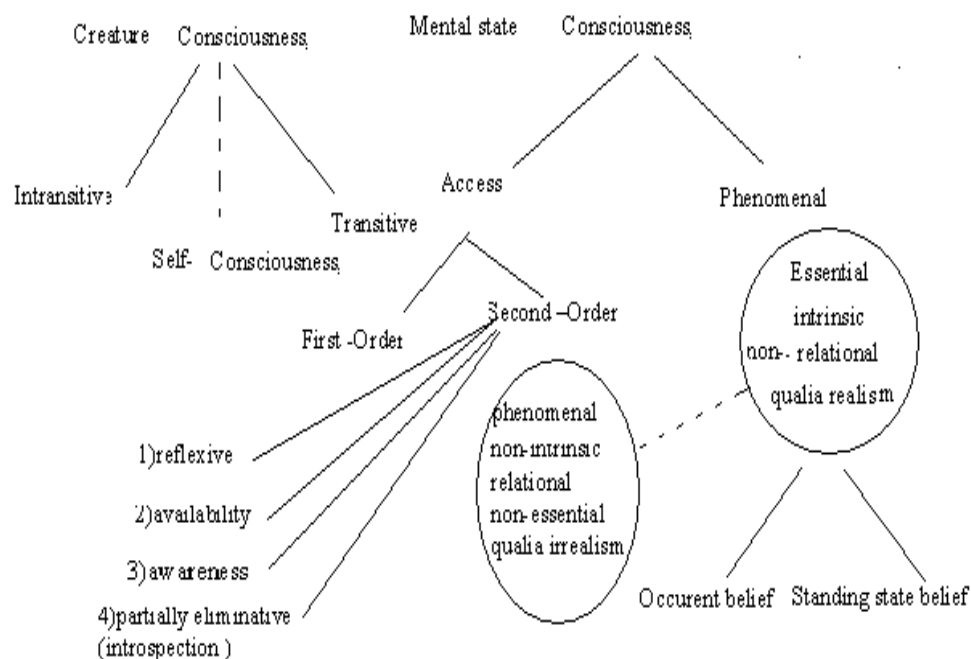 Creature Consciousness,
Mental state Consciousness,
Intransitive
Transitive
Self- Consciousness,
Access
Phenomenal
First -Order
Second –Order
Essential
intrinsic
non-- relational
qualia realism
1)reflexive
2)availability
3)awareness
4)partially eliminative
(introspection )
phenomenal
non-intrinsic
relational
non-essential
qualia irrealism
Occurent belief
Standing state belief